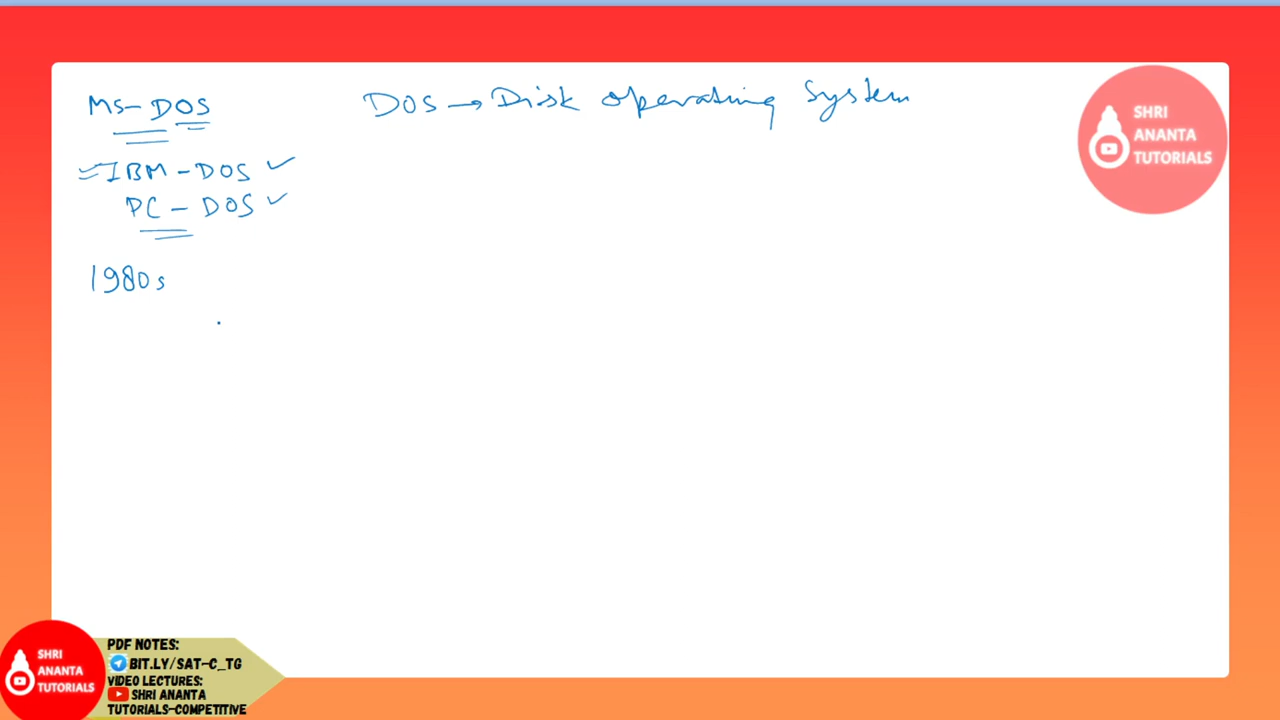 MS-DOS DOS → Disk operating System
IBM-DOS ✓
PC-DOS ✓
1980s
SHRI
ANANTA
TUTORIALS
SHRI
ANANTA
TUTORIALS
PDF NOTES:
BIT.LY/SAT-C_TG
VIDEO LECTURES:
SHRI ANANTA
TUTORIALS-COMPETITIVE